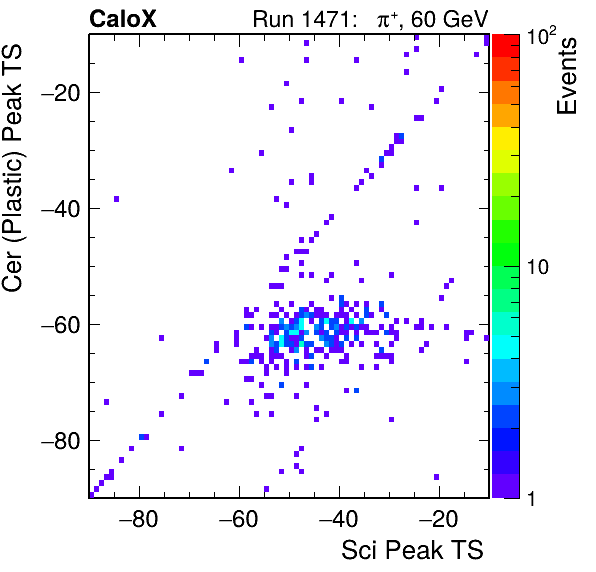 CaloX Run 1471: π⁺, 60 GeV
Cer (Plastic) Peak TS
−20
−40
−60
−80
−80 −60 −40 −20
Sci Peak TS
10²
10
1
Events